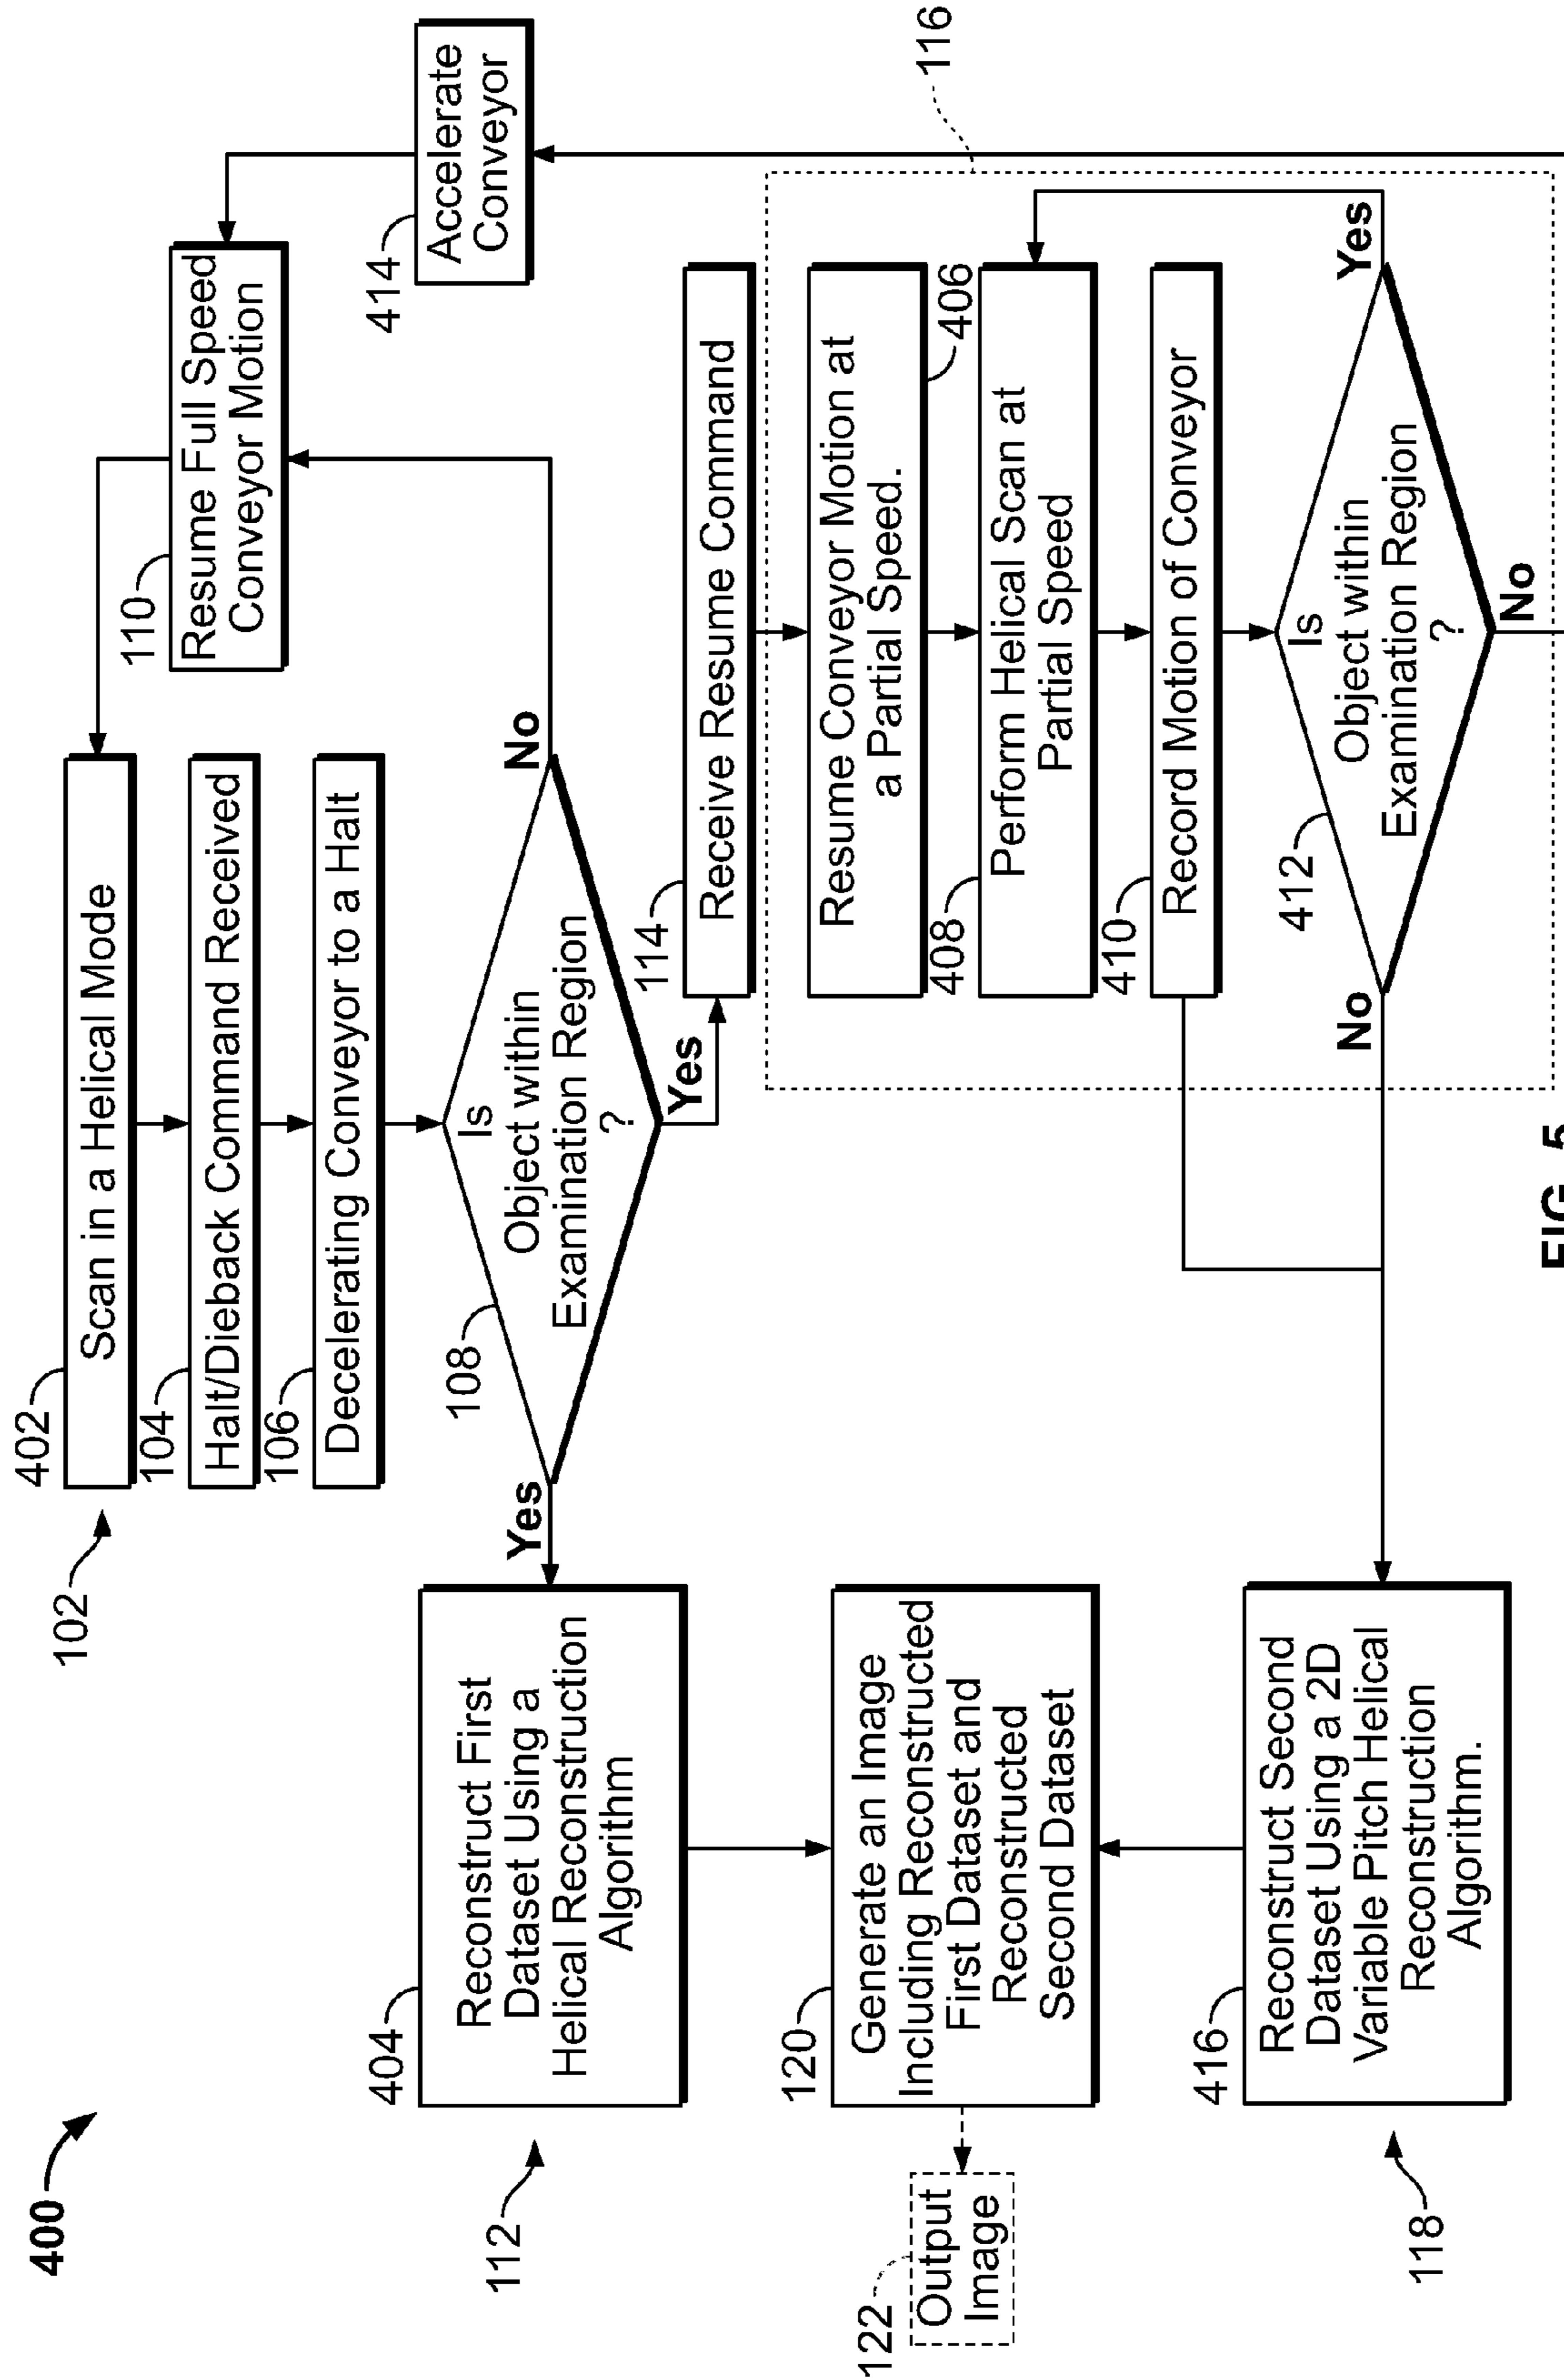 400
402
102
Scan in a Helical Mode
104
Halt/Dieback Command Received
106
Decelerating Conveyor to a Halt
110
Resume Full Speed
Conveyor Motion
414
Accelerate
Conveyor
108
Is
Object within
Examination Region
?
Yes
No
Yes
112
404
Reconstruct First
Dataset Using a
Helical Reconstruction
Algorithm
114
Receive Resume Command
116
Resume Conveyor Motion at
a Partial Speed.
406
408
Perform Helical Scan at
Partial Speed
410
Record Motion of Conveyor
412
Is
Object within
Examination Region
?
No
Yes
No
120
Generate an Image
Including Reconstructed
First Dataset and
Reconstructed
Second Dataset
122
Output
Image
118
416
Reconstruct Second
Dataset Using a 2D
Variable Pitch Helical
Reconstruction
Algorithm.
FIG. 5